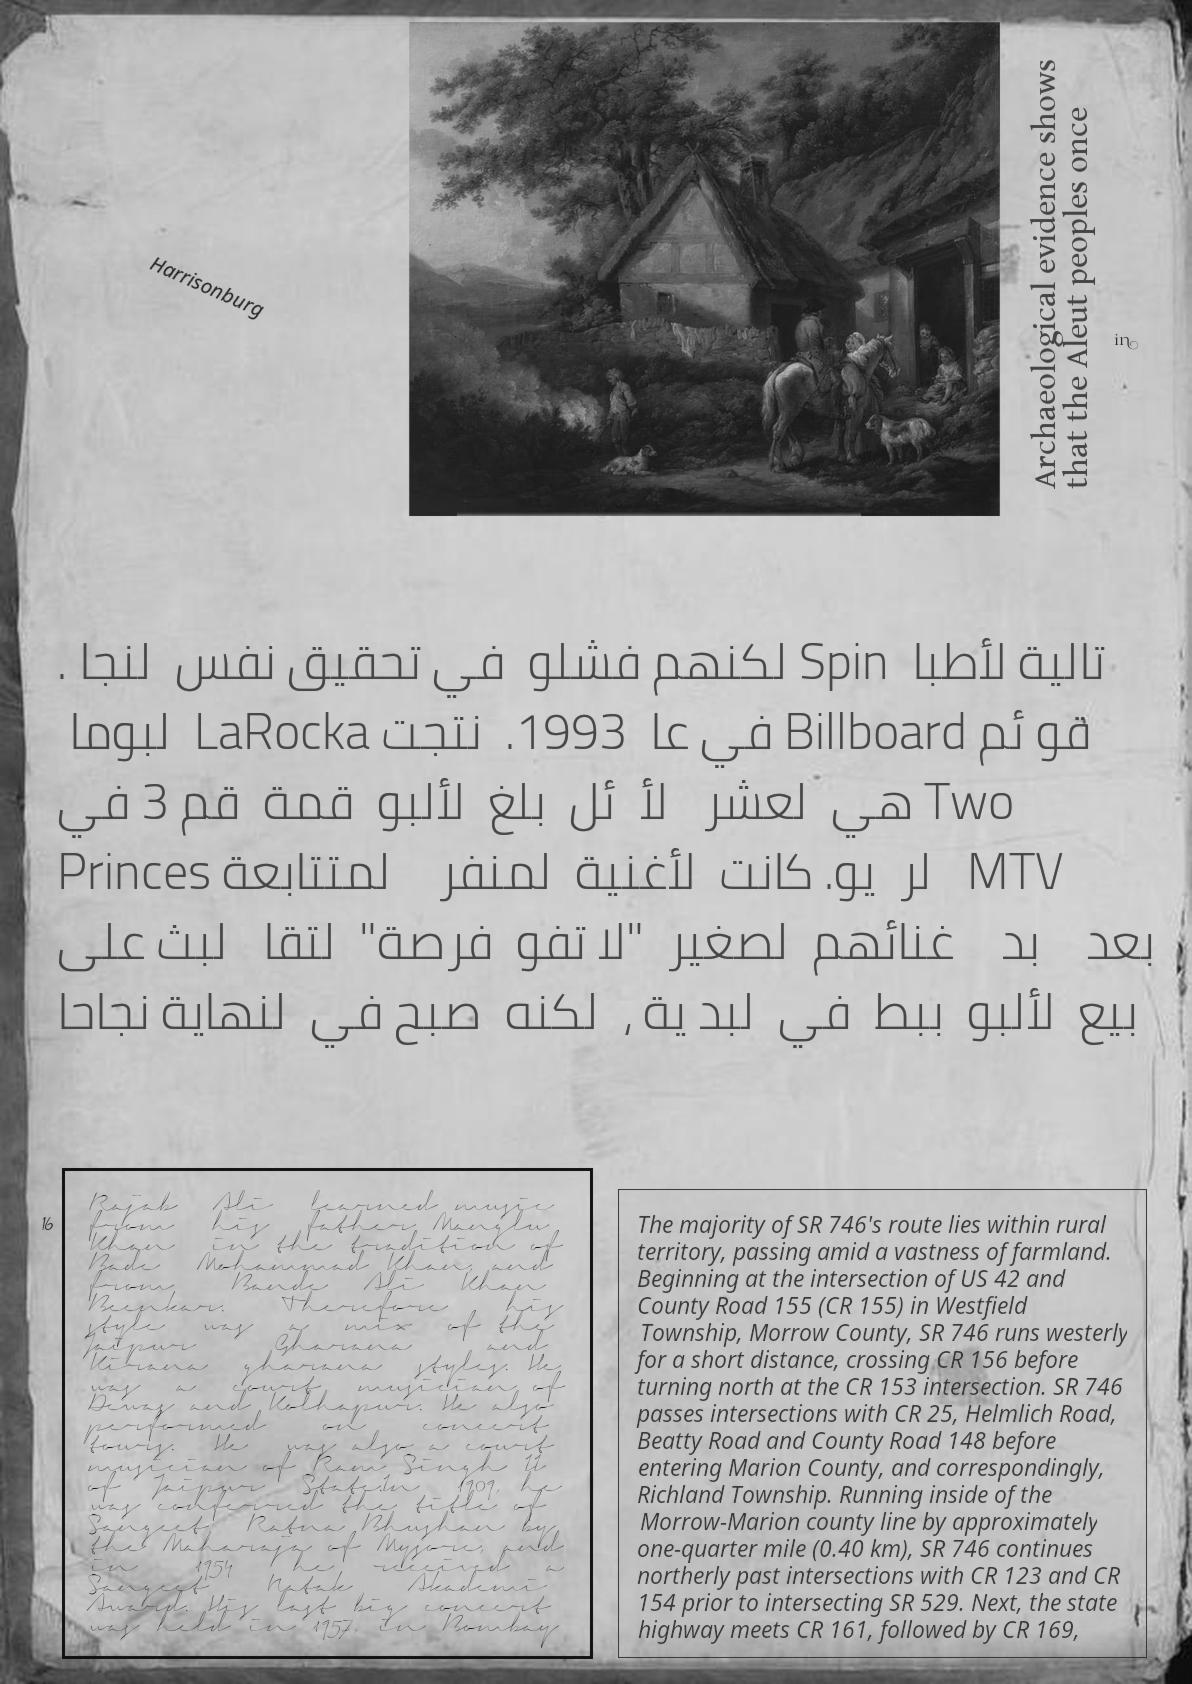 Harrisonburg
Archaeological evidence shows
that the Aleut peoples once
in
تالية لأطبا Spin لكنهم فشلو في تحقيق نفس لنجا .
قو ئم Billboard في عا 1993. نتجت LaRocka لبوما
Two هي لعشر لأ ئل بلغ لألبو قمة قم 3 في
MTV لر يو. كانت لأغنية لمنفر لمتتابعة Princes
بعد بد غنائهم لصغير "لا تفو فرصة" لتقا لبث على
بيع لألبو ببط في لبد ية, لكنه صبح في لنهاية نجاحا
16
Rajab Ali learned music
from his father, Manglu
Khan in the tradition of
Bade Mohammad Khan, and
from Bande Ali Khan
Beenkar. Therefore his
style was a mix of the
Jaipur Gharana and
Kirana gharana styles. He
was a court musician of
Dewas and Kolhapur. He also
performed on concert
tours. He was also a court
musician of Ram Singh II
of Jaipur State.In 1909, he
was conferred the title of
Sangeet Ratna Bhushan by
the Maharaja of Mysore, and
in 1954 he received a
Sangeet Natak Akademi
Award. His last big concert
was held in 1957, in Bombay
The majority of SR 746's route lies within rural
territory, passing amid a vastness of farmland.
Beginning at the intersection of US 42 and
County Road 155 (CR 155) in Westfield
Township, Morrow County, SR 746 runs westerly
for a short distance, crossing CR 156 before
turning north at the CR 153 intersection. SR 746
passes intersections with CR 25, Helmlich Road,
Beatty Road and County Road 148 before
entering Marion County, and correspondingly,
Richland Township. Running inside of the
Morrow-Marion county line by approximately
one-quarter mile (0.40 km), SR 746 continues
northerly past intersections with CR 123 and CR
154 prior to intersecting SR 529. Next, the state
highway meets CR 161, followed by CR 169,